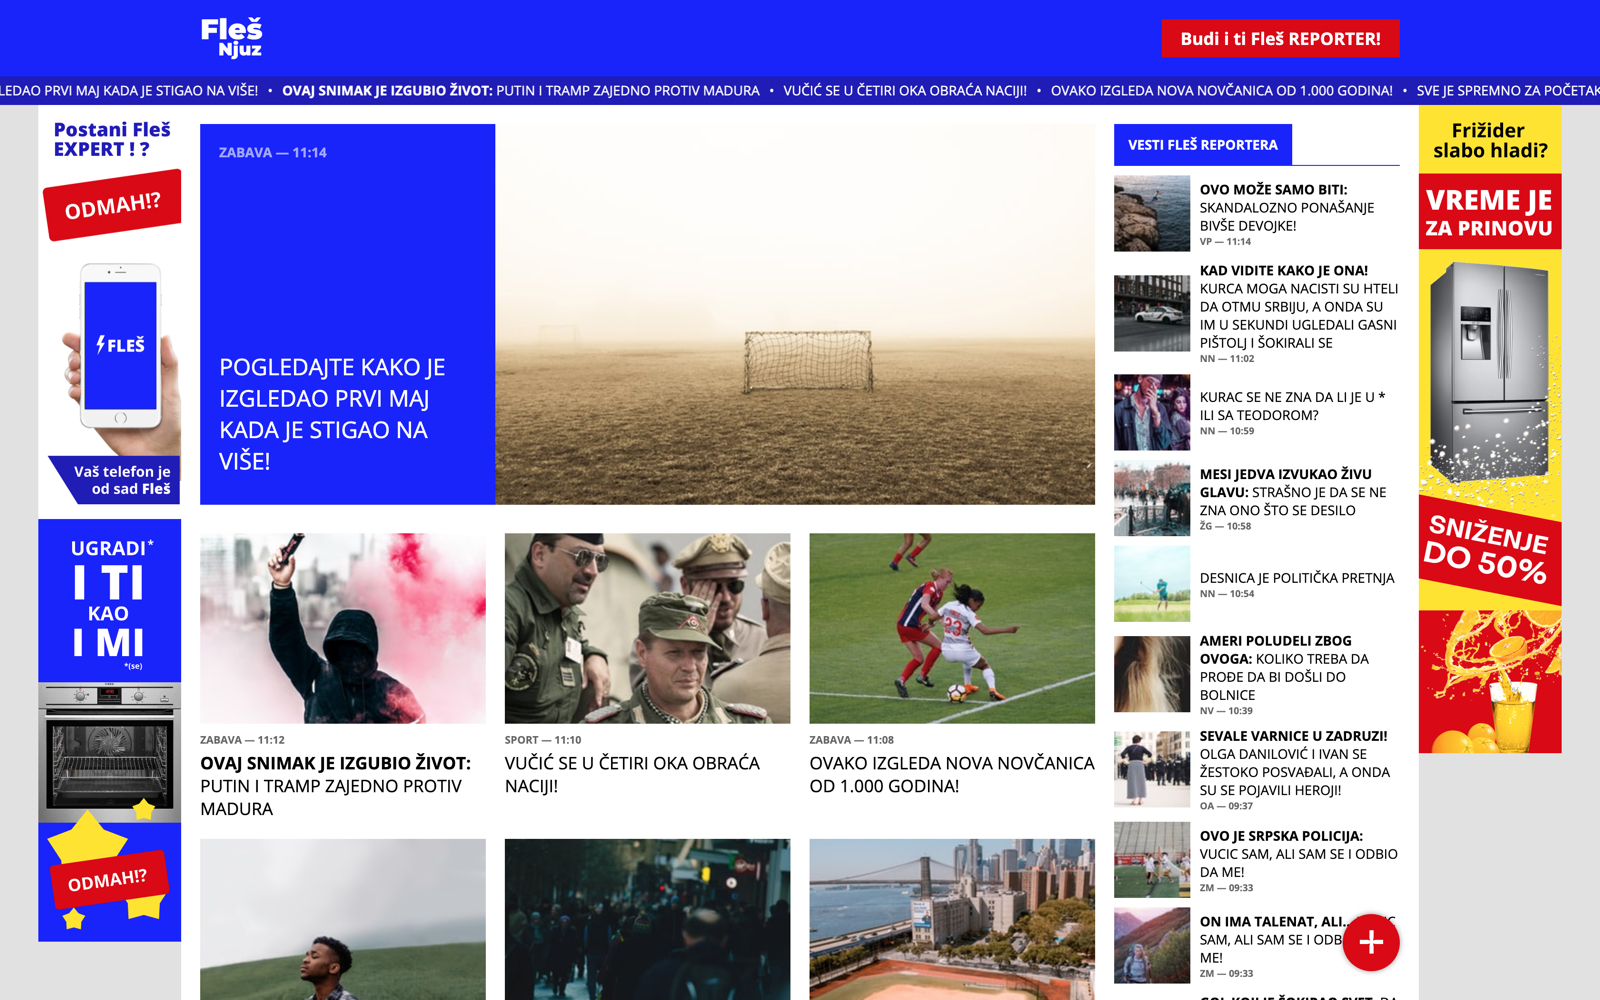 Fleš
Njuz
Budi i ti Fleš REPORTER!
LEDAO PRVI MAJ KADA JE STIGAO NA VIŠE! • OVAJ SNIMAK JE IZGUBIO ŽIVOT: PUTIN I TRAMP ZAJEDNO PROTIV MADURA • VUČIĆ SE U ČETIRI OKA OBRAĆA NACIJI! • OVAKO IZGLEDA NOVA NOVČANICA OD 1.000 GODINA! • SVE JE SPREMNO ZA POČETAK
Postani Fleš
EXPERT ! ?
ODMAH!?
FLEŠ
Vaš telefon je
od sad Fleš
UGRADI*
I TI
KAO
I MI
*(se)
ODMAH!?
ZABAVA — 11:14
POGLEDAJTE KAKO JE
IZGLEDAO PRVI MAJ
KADA JE STIGAO NA
VIŠE!
23
ZABAVA — 11:12
OVAJ SNIMAK JE IZGUBIO ŽIVOT:
PUTIN I TRAMP ZAJEDNO PROTIV
MADURA
SPORT — 11:10
VUČIĆ SE U ČETIRI OKA OBRAĆA
NACIJI!
ZABAVA — 11:08
OVAKO IZGLEDA NOVA NOVČANICA
OD 1.000 GODINA!
VESTI FLEŠ REPORTERA
OVO MOŽE SAMO BITI:
SKANDALOZNO PONAŠANJE
BIVŠE DEVOJKE!
VP — 11:14
KAD VIDITE KAKO JE ONA!
KURCA MOGA NACISTI SU HTELI
DA OTMU SRBIJU, A ONDA SU
IM U SEKUNDI UGLEDALI GASNI
PIŠTOLJ I ŠOKIRALI SE
NN — 11:02
KURAC SE NE ZNA DA LI JE U *
ILI SA TEODOROM?
NN — 10:59
MESI JEDVA IZVUKAO ŽIVU
GLAVU: STRAŠNO JE DA SE NE
ZNA ONO ŠTO SE DESILO
ŽG — 10:58
DESNICA JE POLITIČKA PRETNJA
NN — 10:54
AMERI POLUDELI ZBOG
OVOGA: KOLIKO TREBA DA
PROĐE DA BI DOŠLI DO
BOLNICE
NV — 10:39
SEVALE VARNICE U ZADRUZI!
OLGA DANILOVIĆ I IVAN SE
ŽESTOKO POSVAĐALI, A ONDA
SU SE POJAVILI HEROJI!
OA — 09:37
OVO JE SRPSKA POLICIJA:
VUCIC SAM, ALI SAM SE I ODBIO
DA ME!
ZM — 09:33
ON IMA TALENAT, ALI..
SAM, ALI SAM SE I ODB
ME!
ZM — 09:33
GOL KOJI JE ŠOKIRAO SVET: DA
Frižider
slabo hladi?
VREME JE
ZA PRINOVU
SNIŽENJE
DO 50%